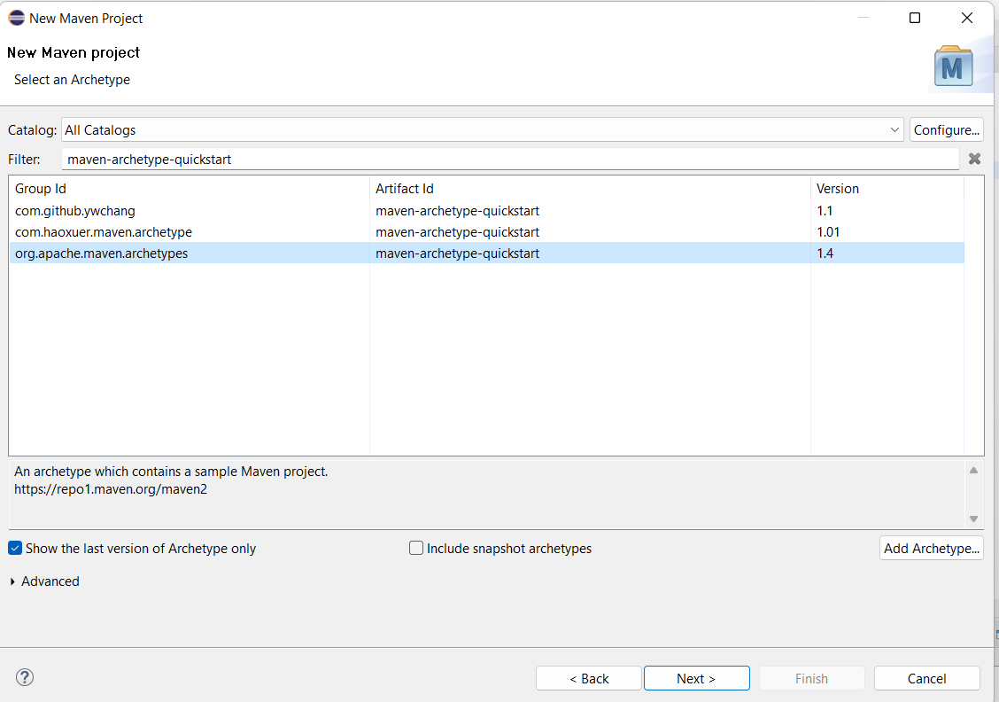 New Maven Project
New Maven project
Select an Archetype
M
Catalog: All Catalogs Configure...
Filter: maven-archetype-quickstart
Group Id Artifact Id Version
com.github.ywchang maven-archetype-quickstart 1.1
com.haoxuer.maven.archetype maven-archetype-quickstart 1.01
org.apache.maven.archetypes maven-archetype-quickstart 1.4
An archetype which contains a sample Maven project.
https://repo1.maven.org/maven2
Show the last version of Archetype only Include snapshot archetypes Add Archetype...
Advanced
? < Back Next > Finish Cancel